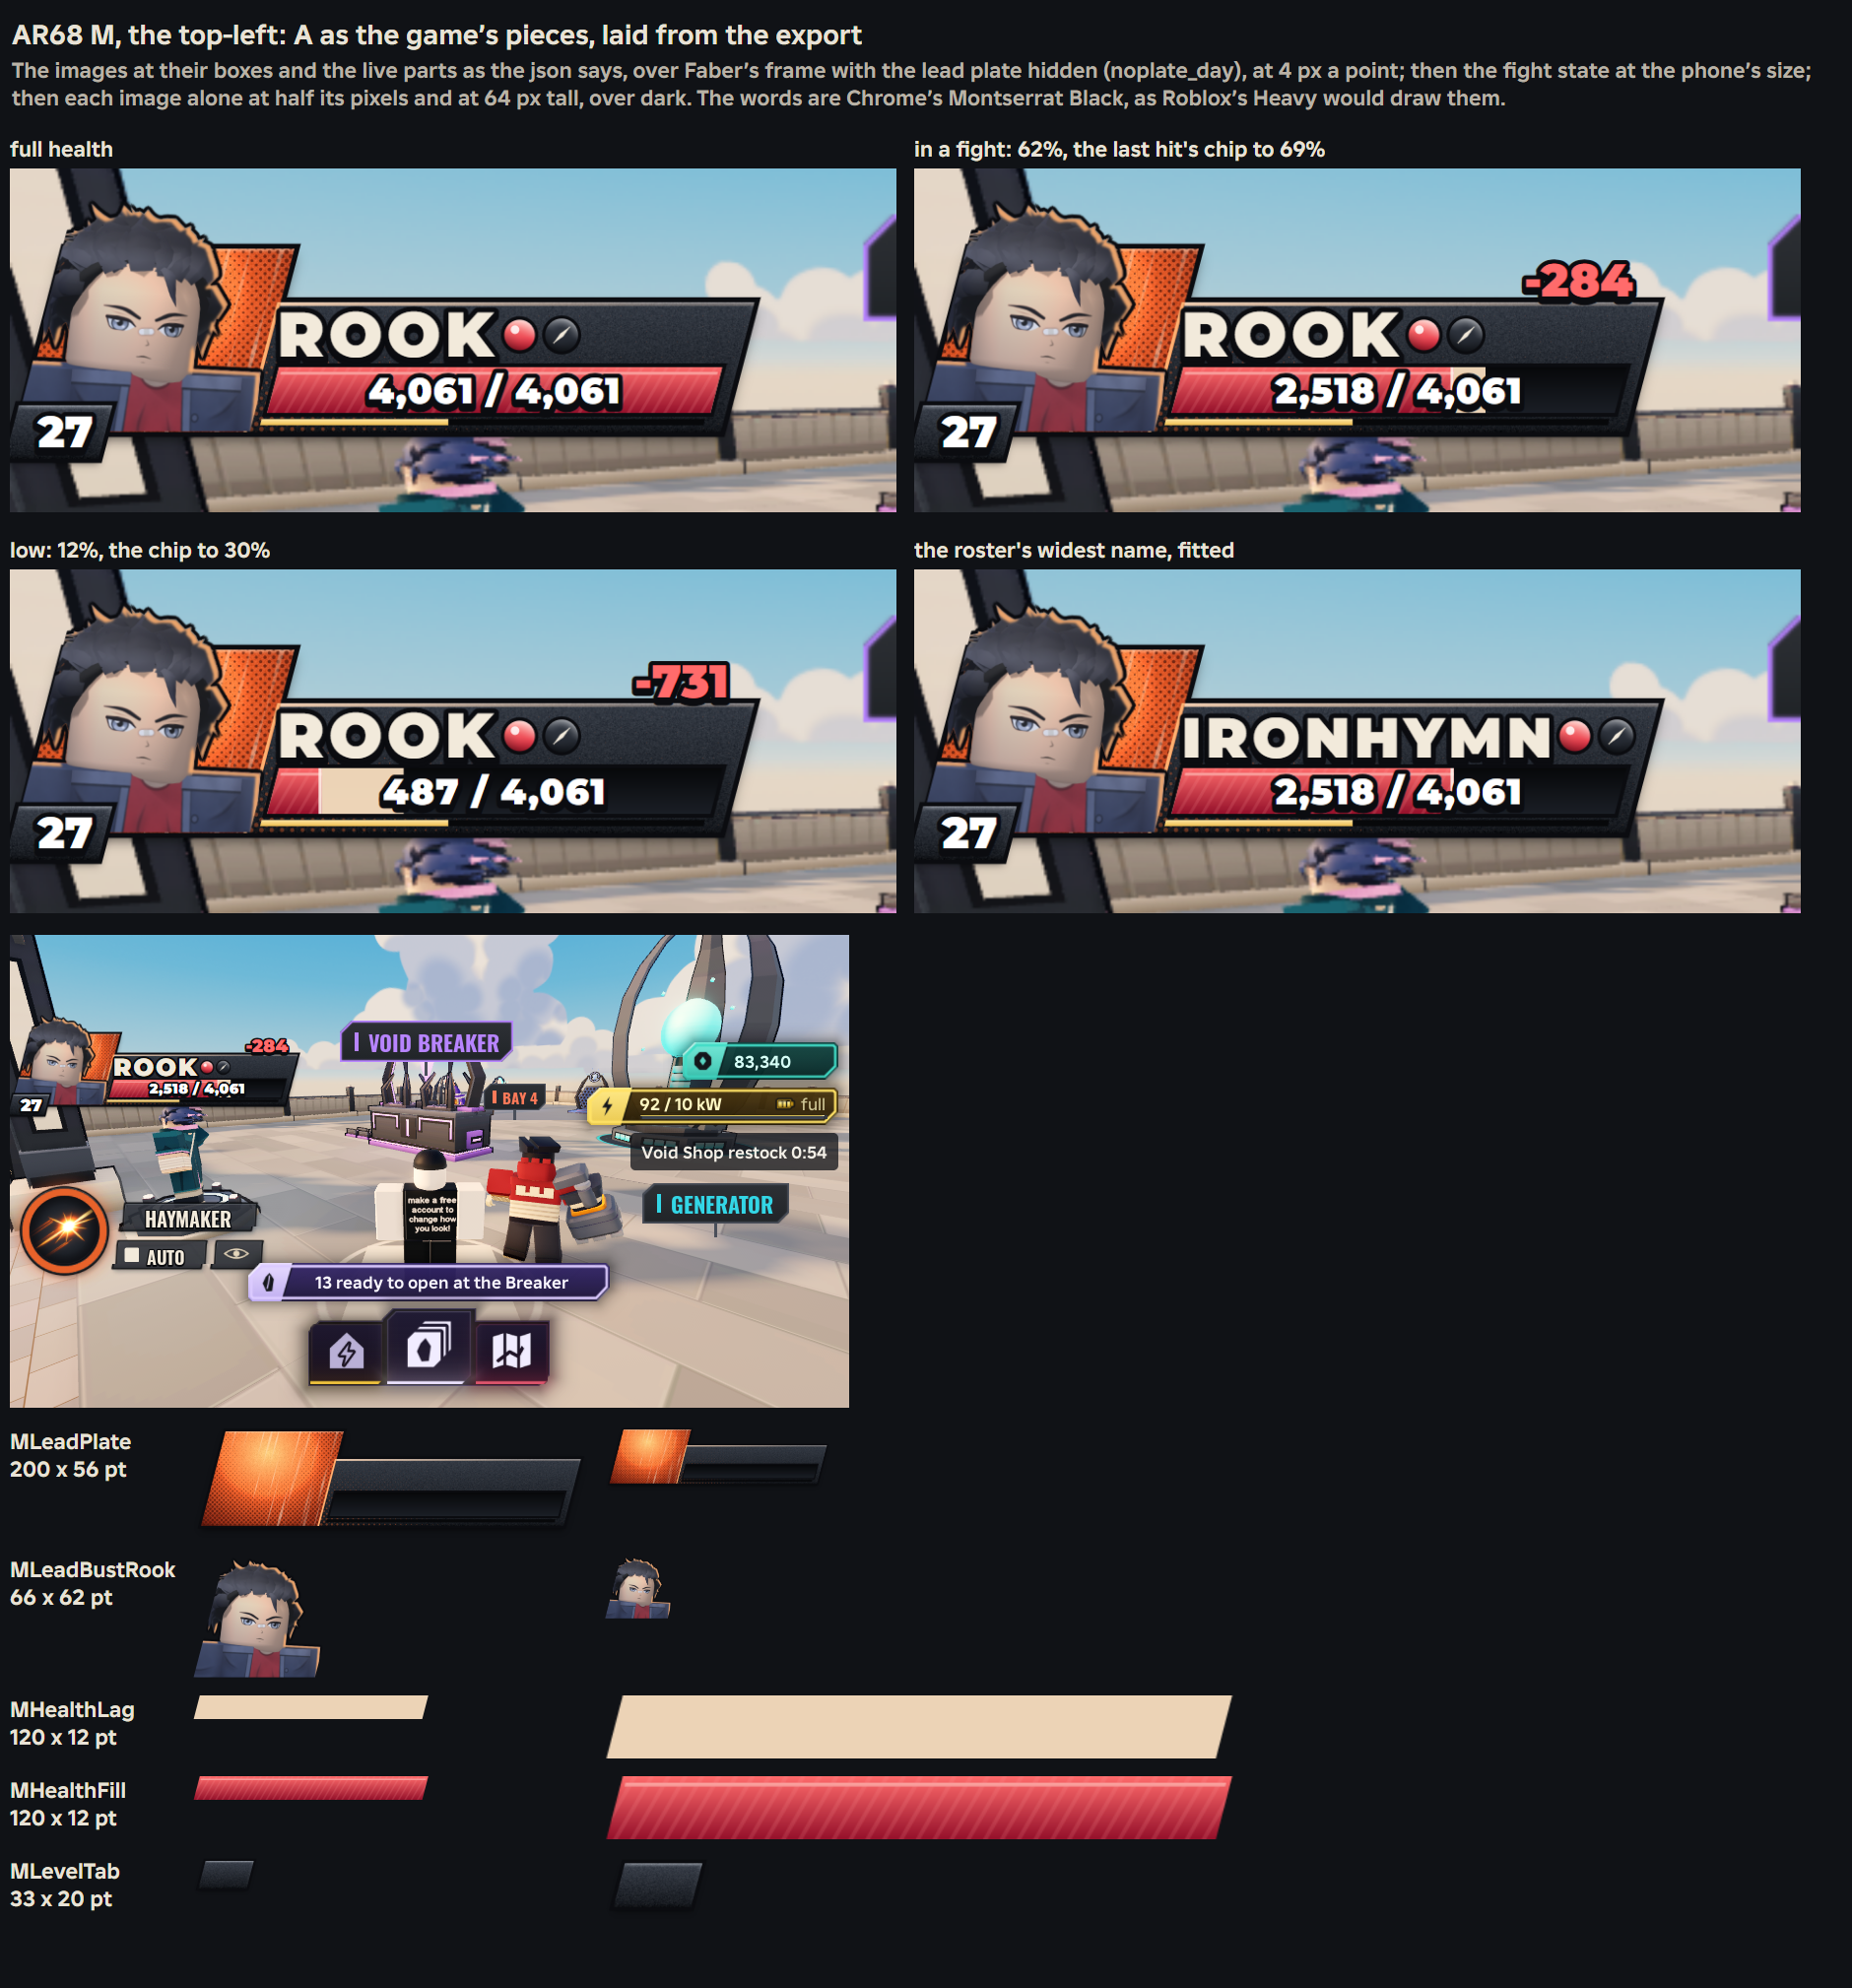 AR68 M, the top-left: A as the game's pieces, laid from the export
The images at their boxes and the live parts as the json says, over Faber's frame with the lead plate hidden (noplate_day), at 4 px a point; then the fight state at the phone's size;
then each image alone at half its pixels and at 64 px tall, over dark. The words are Chrome's Montserrat Black, as Roblox's Heavy would draw them.
full health
in a fight: 62%, the last hit's chip to 69%
ROOK
4,061 / 4,061
27
-284
ROOK
2,518 / 4,061
27
low: 12%, the chip to 30%
the roster's widest name, fitted
-731
ROOK
487 / 4,061
27
IRONHYMN
2,518 / 4,061
27
-284
ROOK
2,518 / 4,061
27
VOID BREAKER
83,340
BAY 4
92 / 10 kW
full
Void Shop restock 0:54
GENERATOR
make a free
account to
change how
you look!
HAYMAKER
AUTO
13 ready to open at the Breaker
MLeadPlate
200 x 56 pt
MLeadBustRook
66 x 62 pt
MHealthLag
120 x 12 pt
MHealthFill
120 x 12 pt
MLevelTab
33 x 20 pt